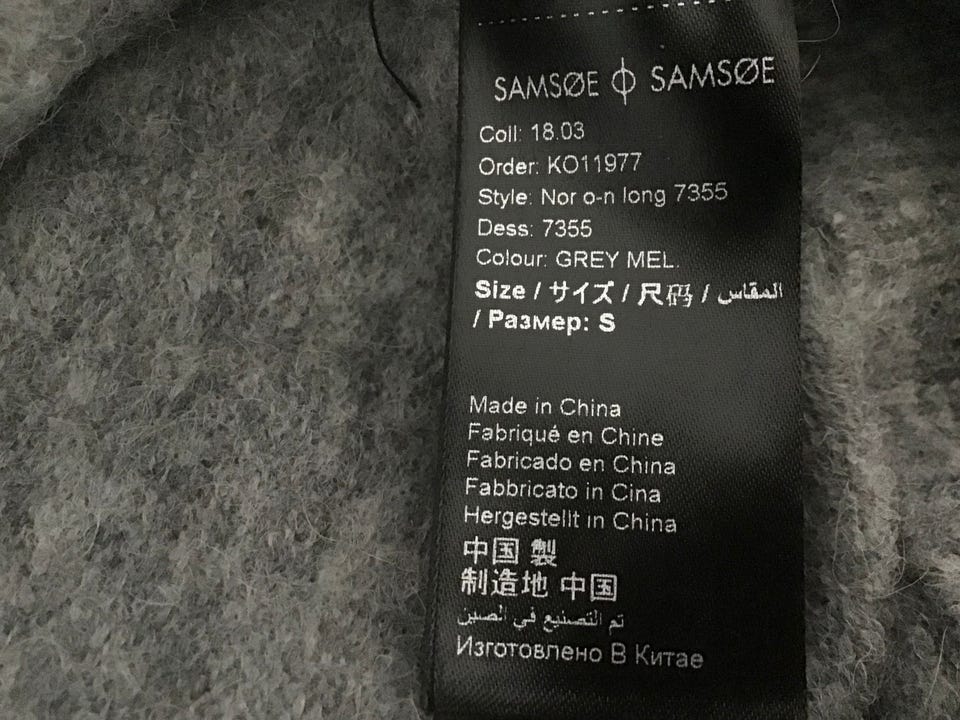 SAMSØE ϕ SAMSØE
Coll: 18.03
Order: KO11977
Style: Nor o-n long 7355
Dess: 7355
Colour: GREY MEL.
Size / サイズ / 尺码 / المقاس
/ Размер: S
Made in China
Fabriqué en Chine
Fabricado en China
Fabbricato in Cina
Hergestellt in China
中国 製
制造地 中国
تم التصنيع في الصين
Изготовлено В Китае